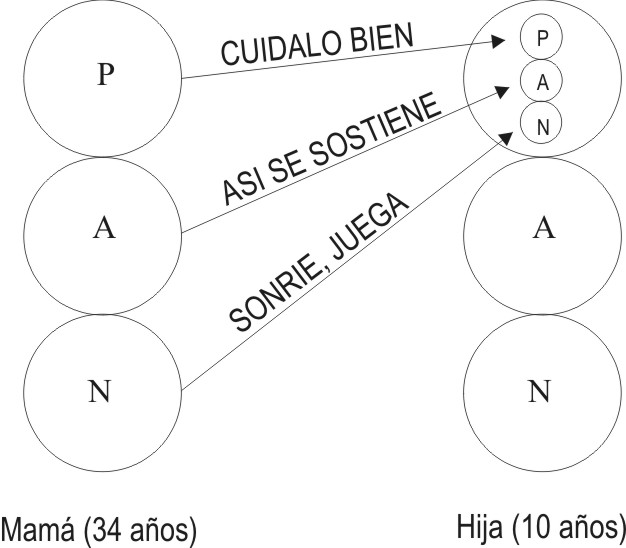 CUIDALO BIEN
P
P
A
ASI SE SOSTIENE
N
SONRIE, JUEGA
A
A
N
N
Mamá (34 años)
Hija (10 años)